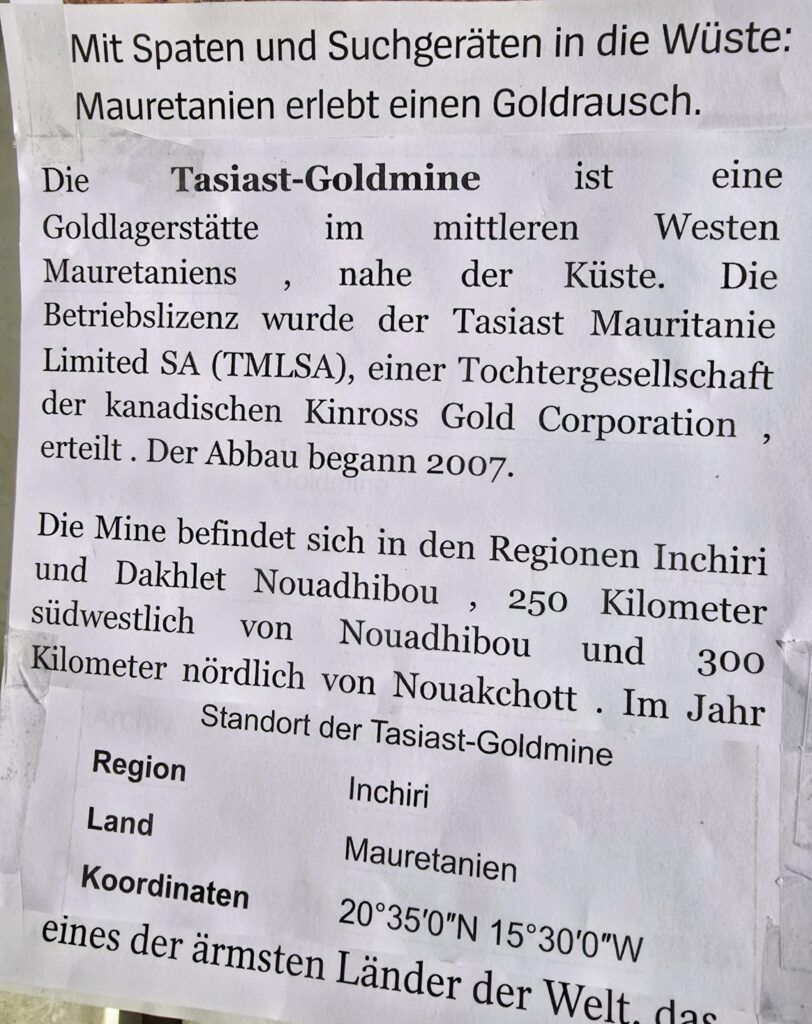 Mit Spaten und Suchgeräten in die Wüste:
Mauretanien erlebt einen Goldrausch.
Die Tasiast-Goldmine ist eine
Goldlagerstätte im mittleren Westen
Mauretaniens , nahe der Küste. Die
Betriebslizenz wurde der Tasiast Mauritanie
Limited SA (TMLSA), einer Tochtergesellschaft
der kanadischen Kinross Gold Corporation ,
erteilt . Der Abbau begann 2007.
Die Mine befindet sich in den Regionen Inchiri
und Dakhlet Nouadhibou , 250 Kilometer
südwestlich von Nouadhibou und 300
Kilometer nördlich von Nouakchott . Im Jahr
Standort der Tasiast-Goldmine
Region Inchiri
Land Mauretanien
Koordinaten 20°35′0″N 15°30′0″W
eines der ärmsten Länder der Welt, das